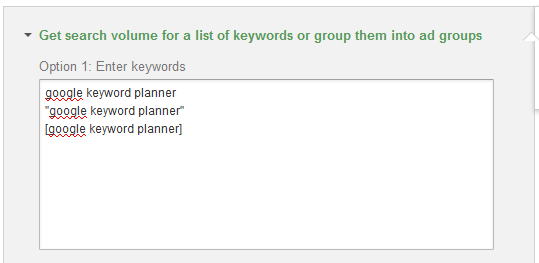 Get search volume for a list of keywords or group them into ad groups
Option 1: Enter keywords
google keyword planner
"google keyword planner"
[google keyword planner]